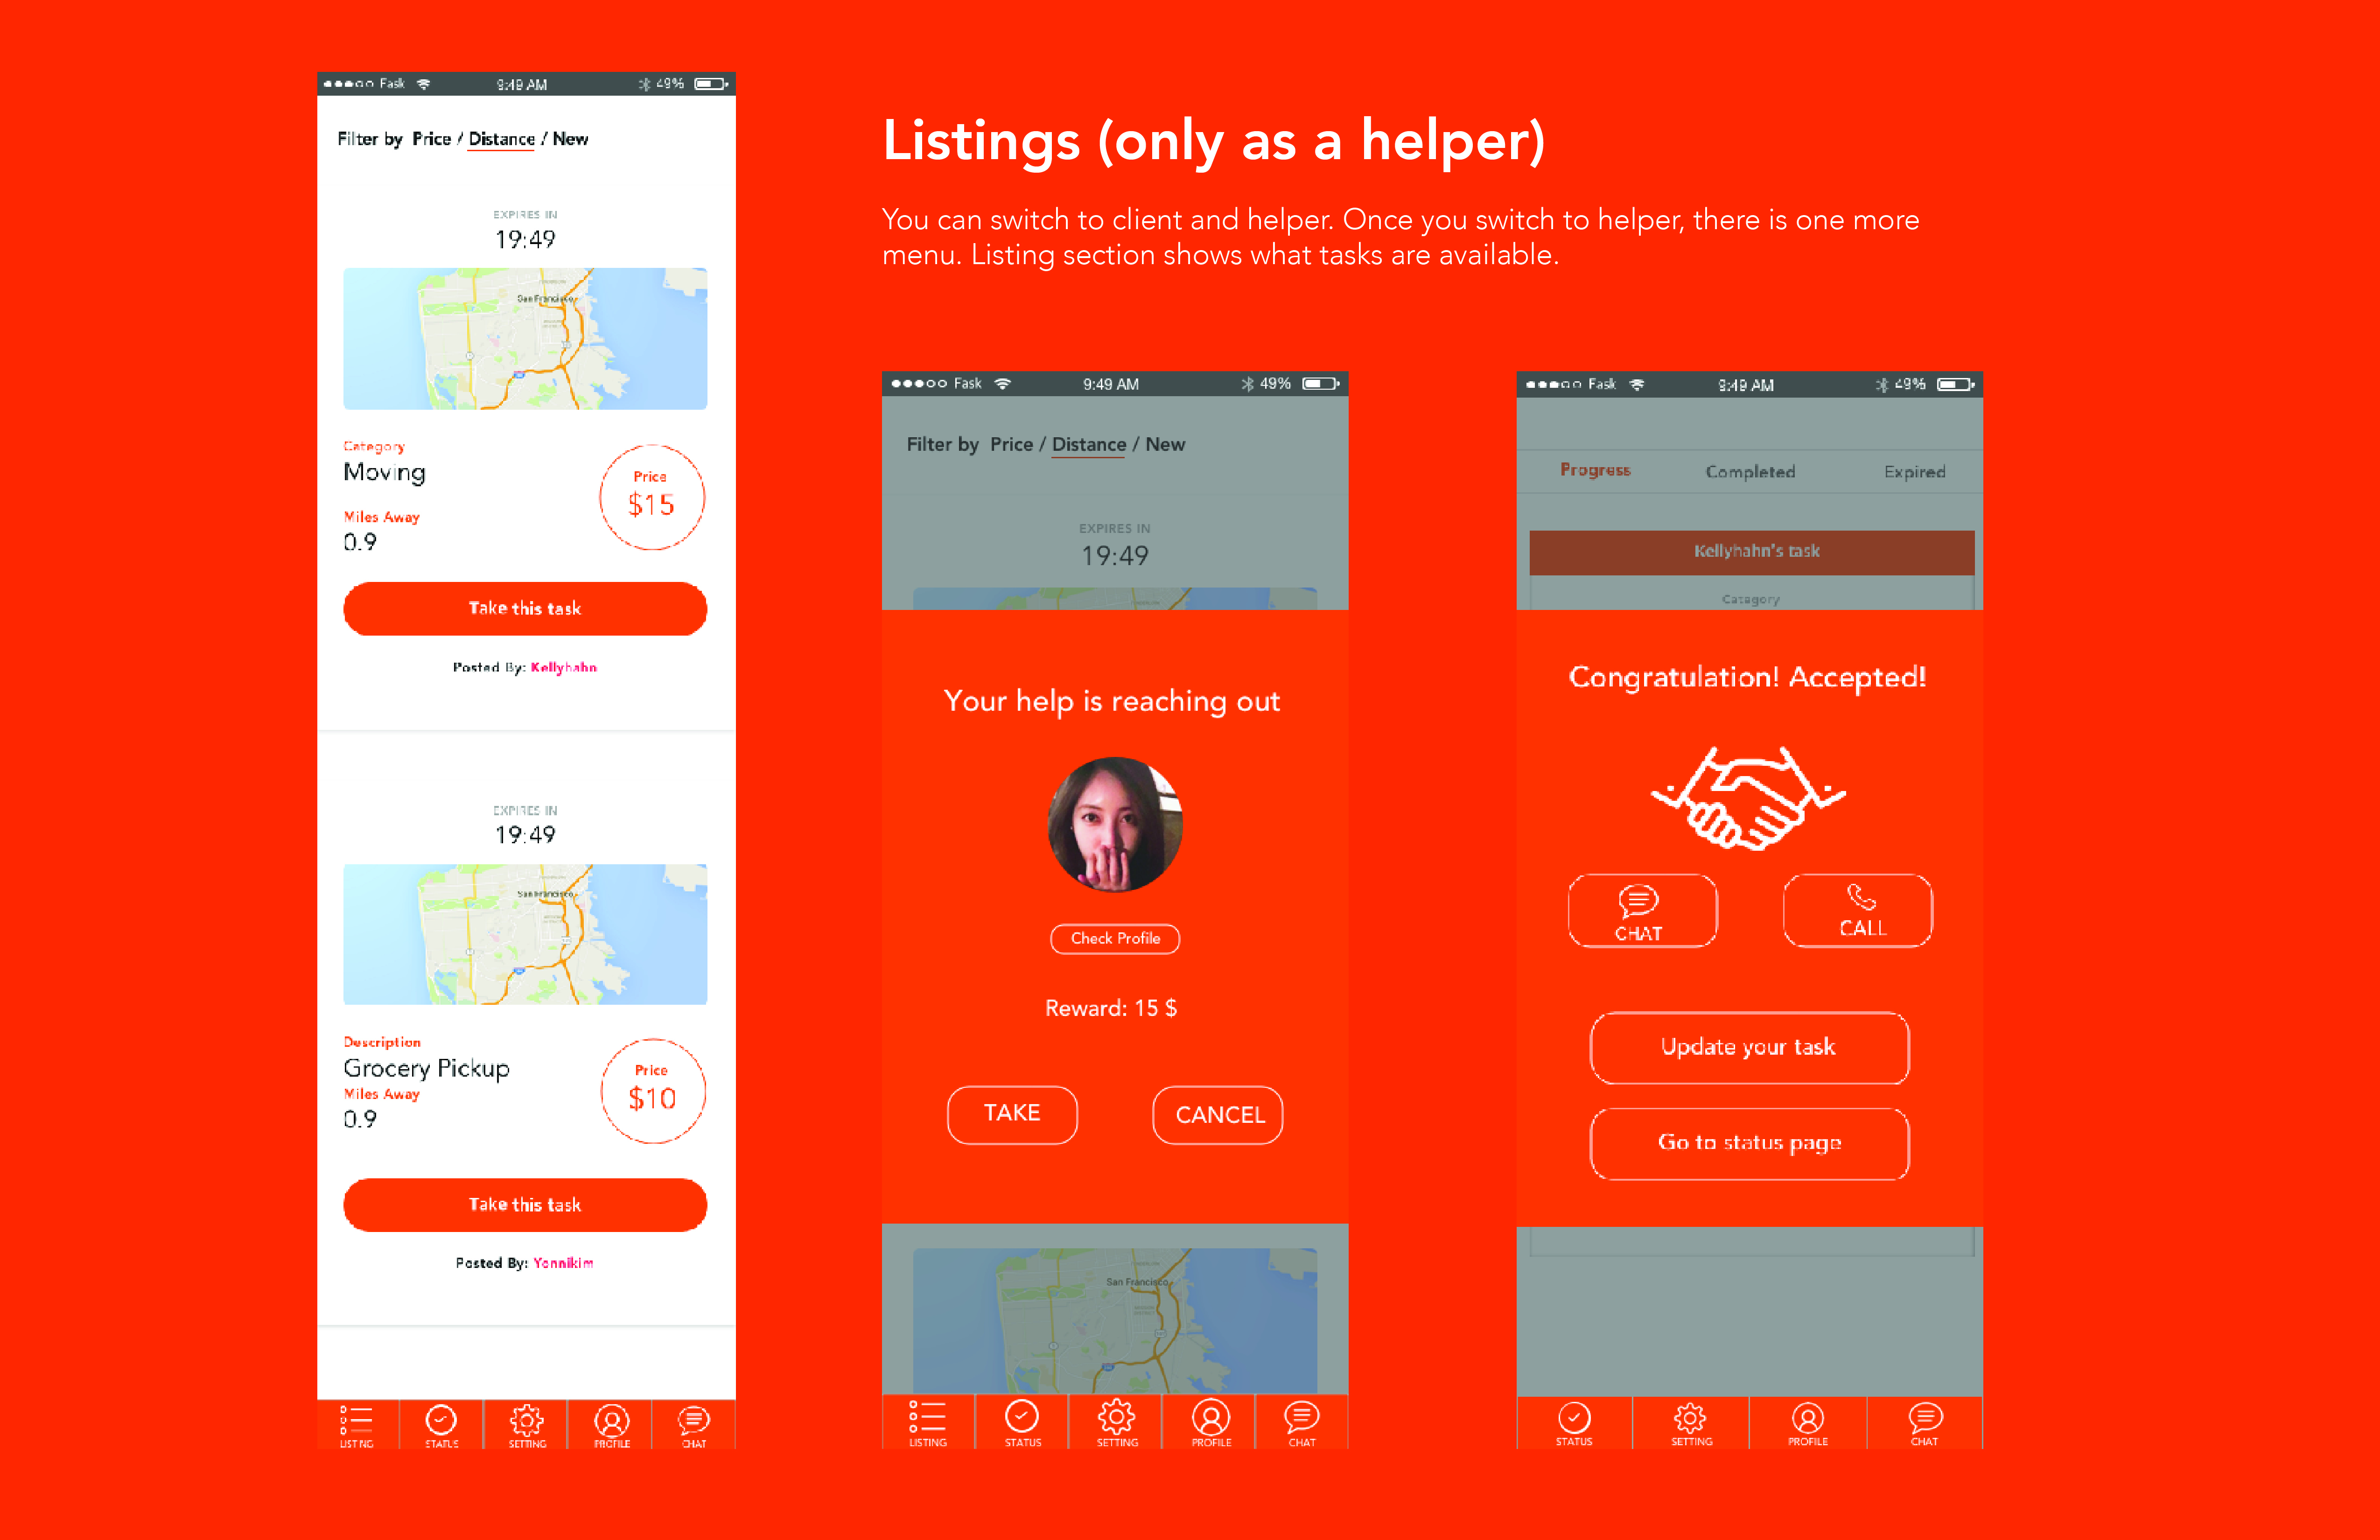 Fask 9:49 AM 49%
Filter by Price / Distance / New
EXPIRES IN
19:49
San Francisco
Category
Moving
Miles Away
0.9
Price
$15
Take this task
Posted By: Kellyhahn
EXPIRES IN
19:49
San Francisco
Description
Grocery Pickup
Miles Away
0.9
Price
$10
Take this task
Posted By: Yonnikim
LISTING STATUS SETTING PROFILE CHAT
Listings (only as a helper)
You can switch to client and helper. Once you switch to helper, there is one more
menu. Listing section shows what tasks are available.
Fask 9:49 AM 49%
Filter by Price / Distance / New
EXPIRES IN
19:49
Your help is reaching out
Check Profile
Reward: 15 $
TAKE CANCEL
San Francisco
LISTING STATUS SETTING PROFILE CHAT
Fask 9:49 AM 49%
Progress Completed Expired
Kellyhahn's task
Category
Congratulation! Accepted!
CHAT CALL
Update your task
Go to status page
STATUS SETTING PROFILE CHAT